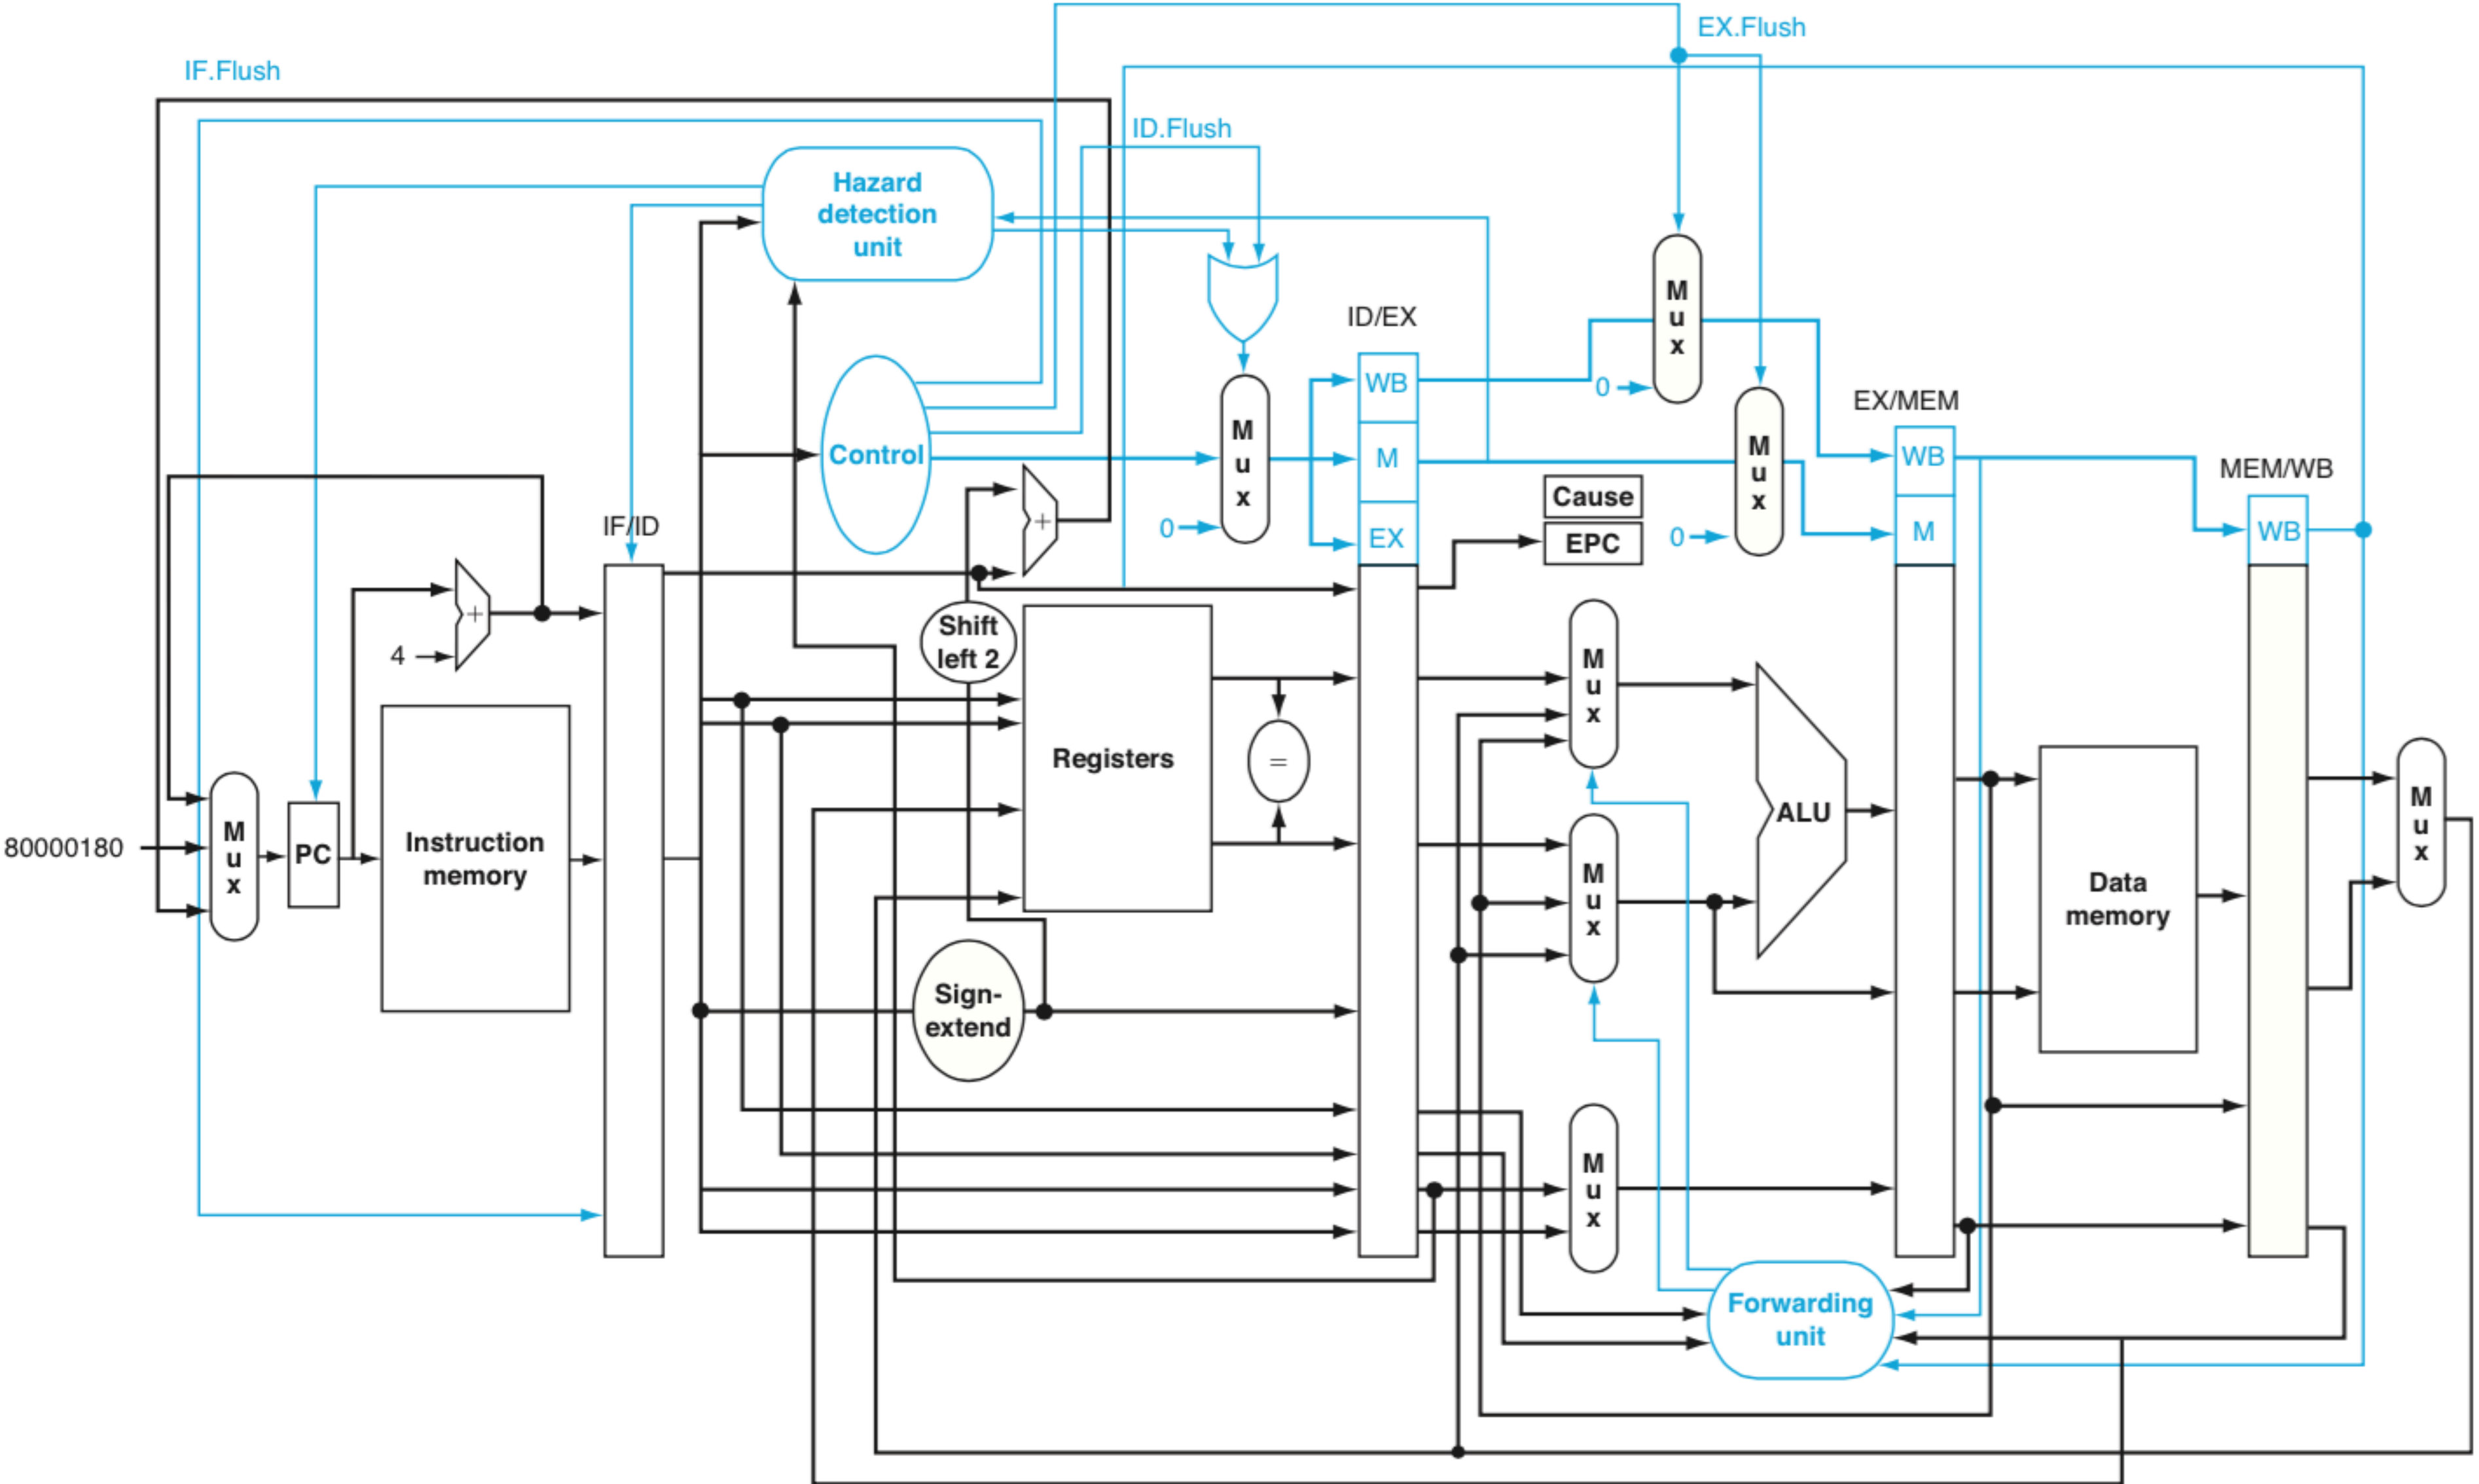 EX.Flush
IF.Flush
ID.Flush
Hazard
detection
unit
M
u
x
ID/EX
0
WB
M
u
x
M
u
x
EX/MEM
Control
M
WB
MEM/WB
Cause
IF/ID
0
+
EX
EPC
0
M
WB
+
4
Shift
left 2
M
u
x
Registers
=
M
u
x
ALU
M
u
x
80000180
M
u
x
PC
Instruction
memory
Data
memory
Sign-
extend
M
u
x
Forwarding
unit